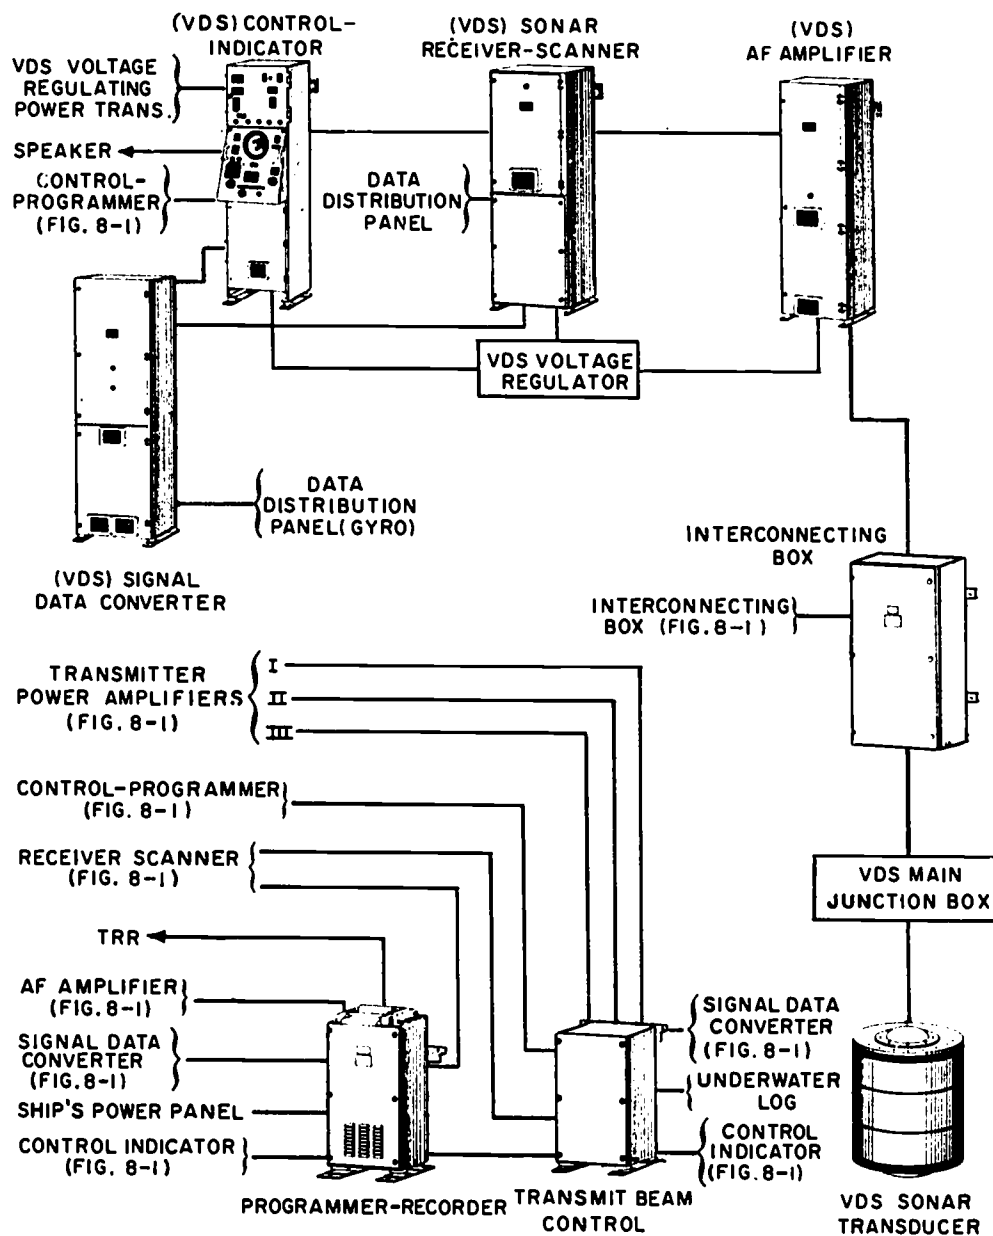 (VDS) CONTROL-
INDICATOR
(VDS) SONAR
RECEIVER-SCANNER
(VDS)
AF AMPLIFIER
VDS VOLTAGE
REGULATING
POWER TRANS.
SPEAKER
CONTROL-
PROGRAMMER
(FIG. 8-1)
DATA
DISTRIBUTION
PANEL
VDS VOLTAGE
REGULATOR
DATA
DISTRIBUTION
PANEL(GYRO)
(VDS) SIGNAL
DATA CONVERTER
INTERCONNECTING
BOX
INTERCONNECTING
BOX (FIG. 8-1)
TRANSMITTER
POWER AMPLIFIERS
(FIG. 8-1)
I
II
III
CONTROL-PROGRAMMER
(FIG. 8-1)
RECEIVER SCANNER
(FIG. 8-1)
TRR
AF AMPLIFIER
(FIG. 8-1)
SIGNAL DATA
CONVERTER
(FIG. 8-1)
SHIP'S POWER PANEL
CONTROL INDICATOR
(FIG. 8-1)
PROGRAMMER-RECORDER
SIGNAL DATA
CONVERTER
(FIG. 8-1)
UNDERWATER
LOG
CONTROL
INDICATOR
(FIG. 8-1)
TRANSMIT BEAM
CONTROL
VDS MAIN
JUNCTION BOX
VDS SONAR
TRANSDUCER